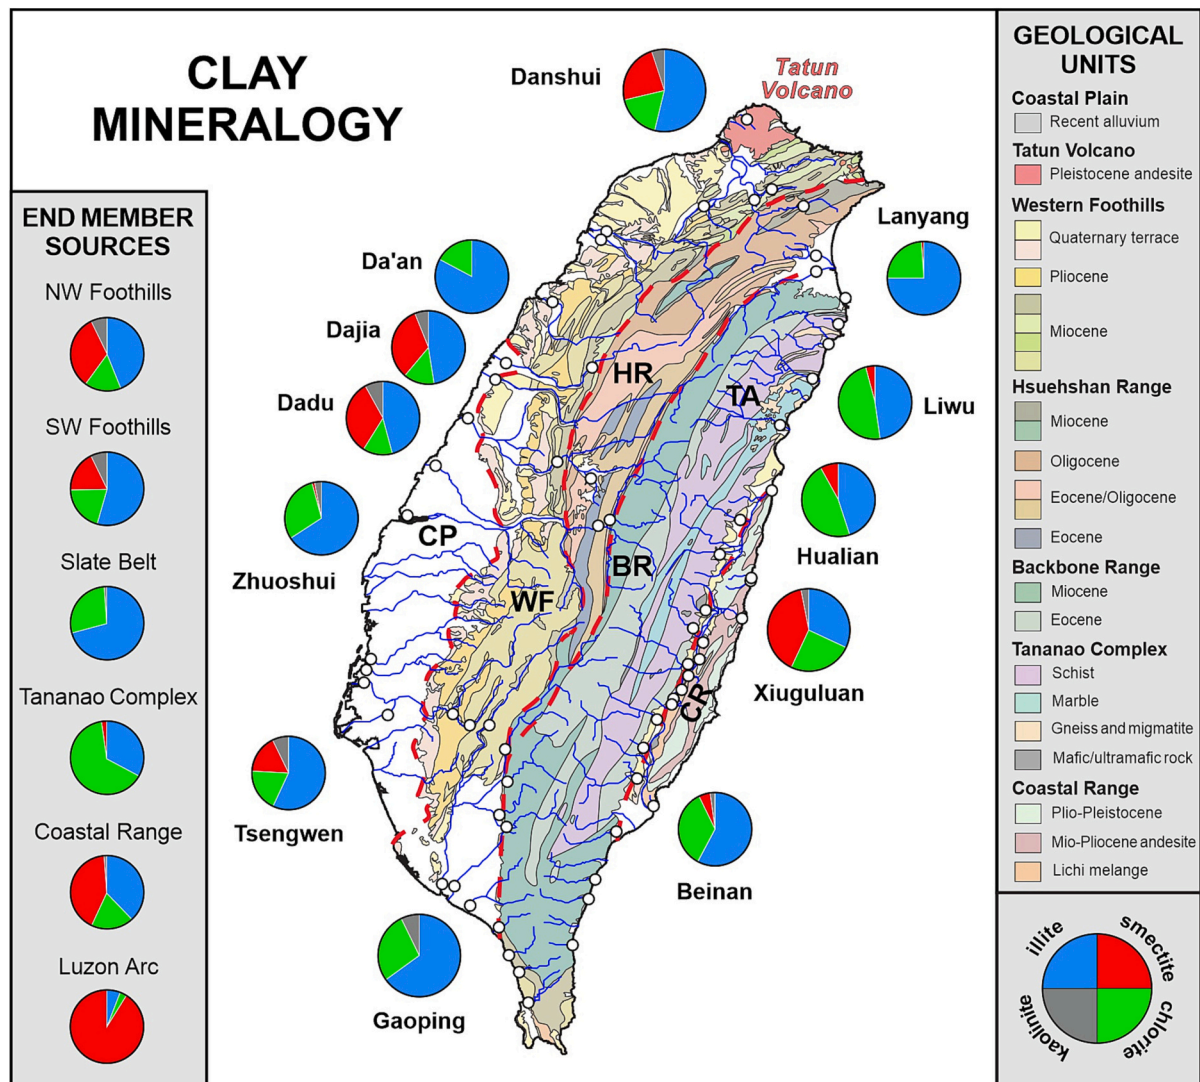 CLAY
MINERALOGY
END MEMBER
SOURCES
NW Foothills
SW Foothills
Slate Belt
Tananao Complex
Coastal Range
Luzon Arc
Danshui
Tatun
Volcano
Lanyang
Da'an
Dajia
Dadu
HR
TA
Liwu
CP
Zhuoshui
Hualian
BR
WF
Xiuguluan
CR
Tsengwen
Beinan
Gaoping
GEOLOGICAL
UNITS
Coastal Plain
Recent alluvium
Tatun Volcano
Pleistocene andesite
Western Foothills
Quaternary terrace
Pliocene
Miocene
Hsuehshan Range
Miocene
Oligocene
Eocene/Oligocene
Eocene
Backbone Range
Miocene
Eocene
Tananao Complex
Schist
Marble
Gneiss and migmatite
Mafic/ultramafic rock
Coastal Range
Plio-Pleistocene
Mio-Pliocene andesite
Lichi melange
illite
smectite
kaolinite
chlorite